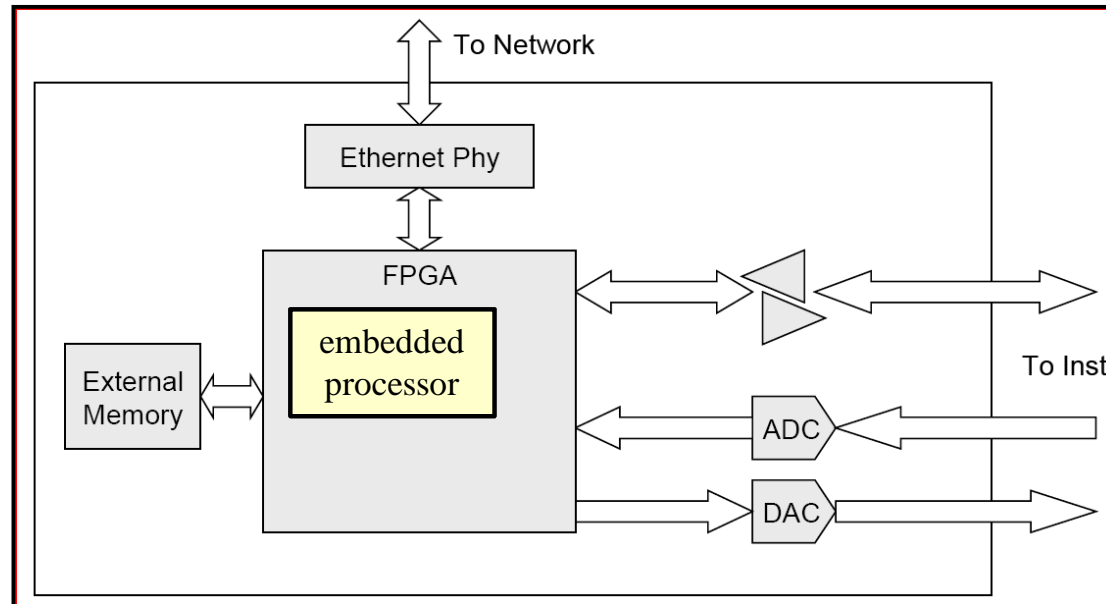 To Network
Ethernet Phy
FPGA
embedded
processor
External
Memory
To Inst
ADC
DAC